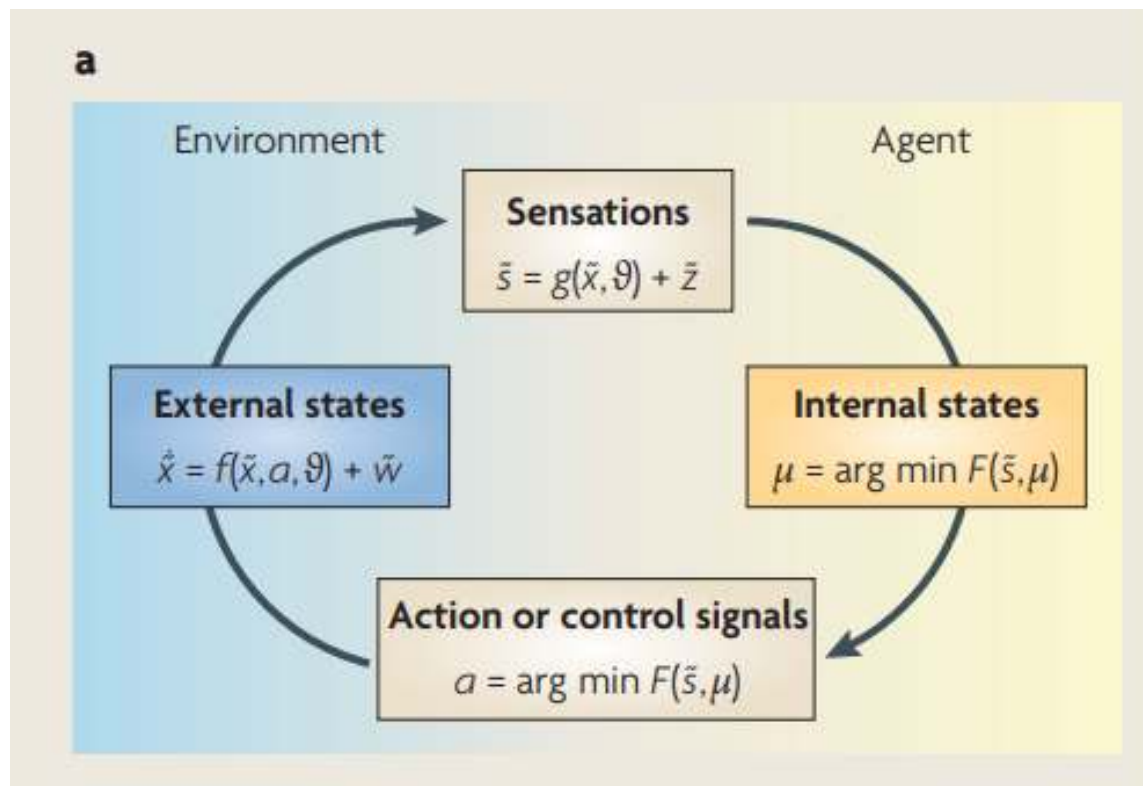 a
Environment
Agent
Sensations
s̃ = g(x̃, ϑ) + z̃
External states
x̃̇ = f(x̃, a, ϑ) + w̃
Internal states
μ = arg min F(s̃, μ)
Action or control signals
a = arg min F(s̃, μ)